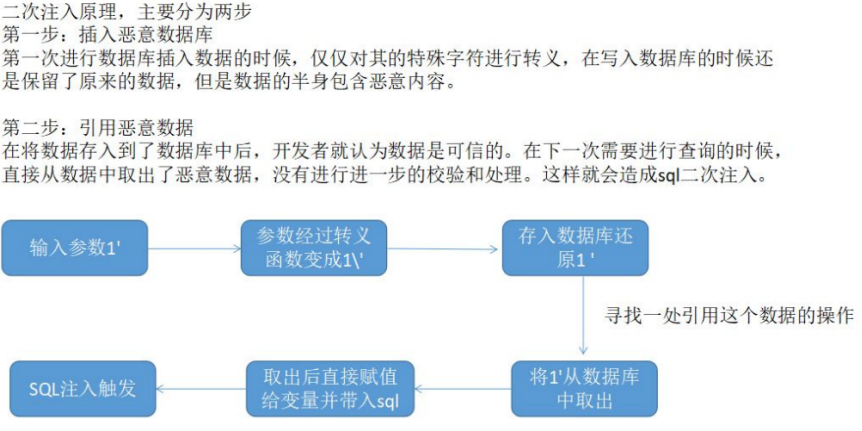 二次注入原理，主要分为两步
第一步：插入恶意数据库
第一次进行数据库插入数据的时候，仅仅对其的特殊字符进行转义，在写入数据库的时候还
是保留了原来的数据，但是数据的半身包含恶意内容。
第二步：引用恶意数据
在将数据存入到了数据库中后，开发者就认为数据是可信的。在下一次需要进行查询的时候，
直接从数据中取出了恶意数据，没有进行进一步的校验和处理。这样就会造成sql二次注入。
输入参数1'
参数经过转义
函数变成1\'
存入数据库还
原1 '
寻找一处引用这个数据的操作
将1'从数据库
中取出
取出后直接赋值
给变量并带入sql
SQL注入触发